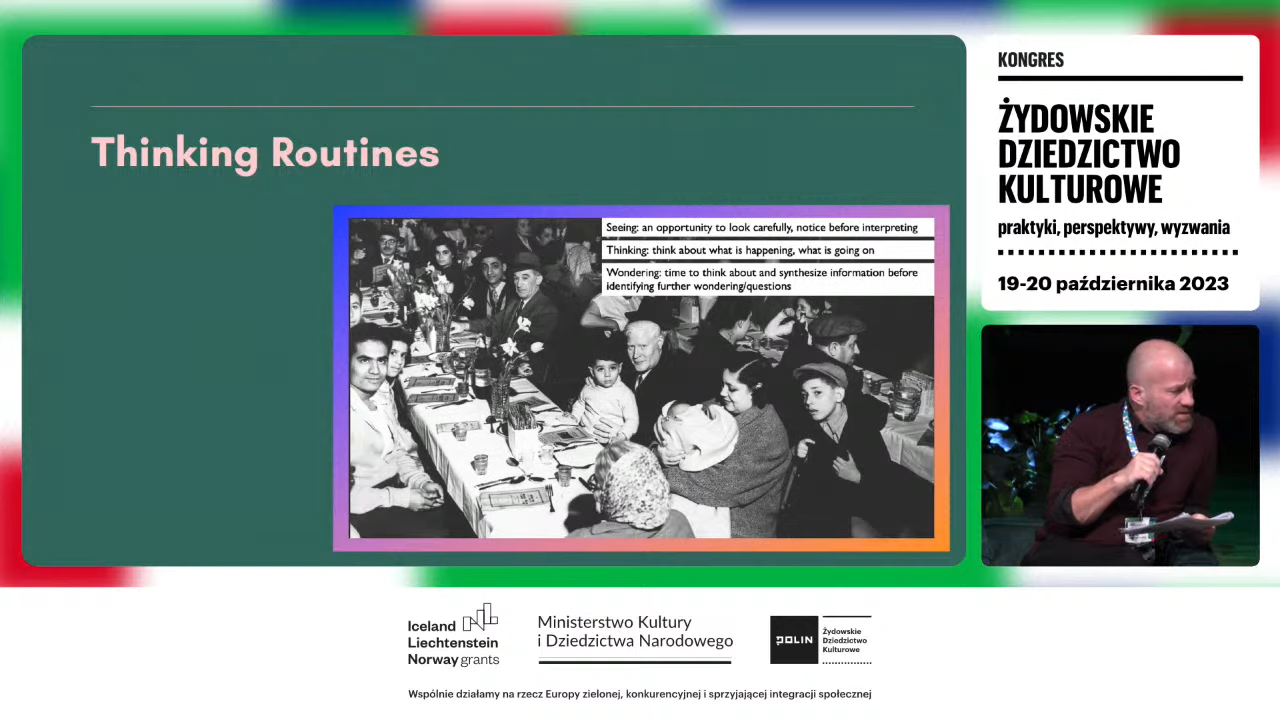 Thinking Routines
Seeing: an opportunity to look carefully, notice before interpreting
Thinking: think about what is happening, what is going on
Wondering: time to think about and synthesize information before
identifying further wondering/questions
KONGRES
ŻYDOWSKIE
DZIEDZICTWO
KULTUROWE
praktyki, perspektywy, wyzwania
19-20 października 2023
Iceland
Liechtenstein
Norway grants
Ministerstwo Kultury
i Dziedzictwa Narodowego
POLIN
Żydowskie
Dziedzictwo
Kulturowe
Wspólnie działamy na rzecz Europy zielonej, konkurencyjnej i sprzyjającej integracji społecznej